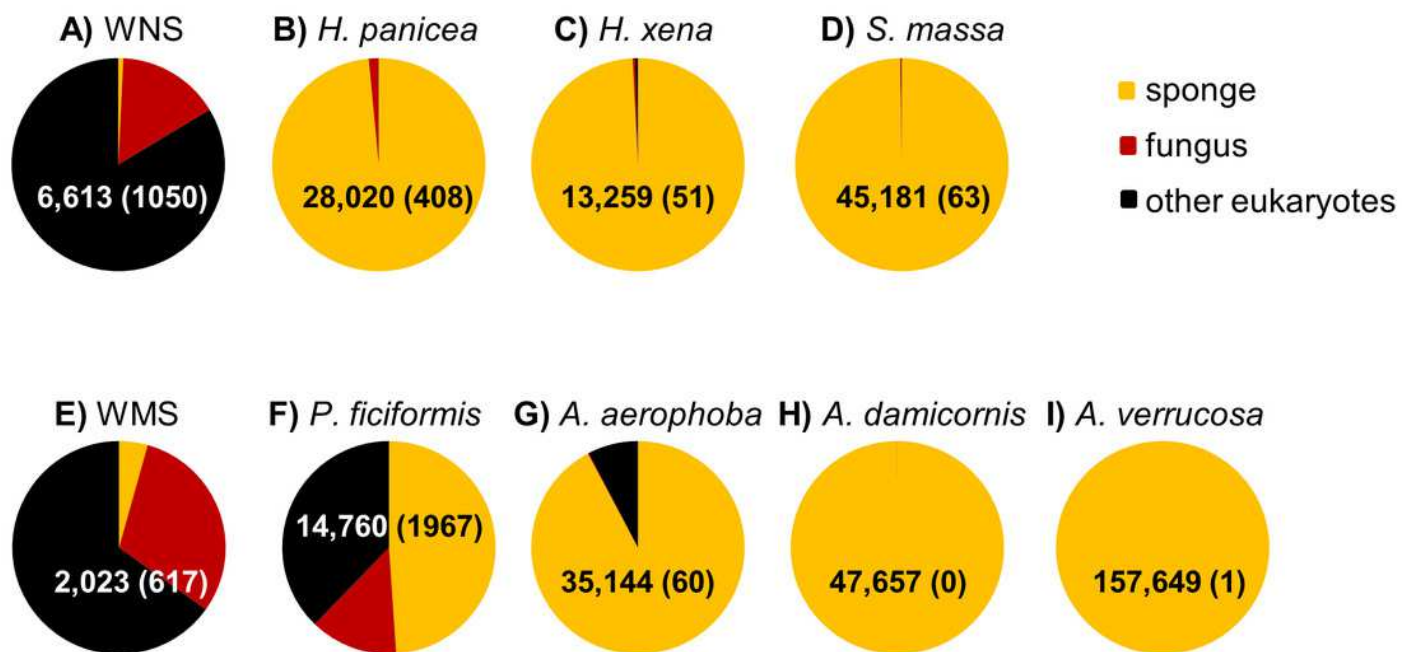 A) WNS
B) H. panicea
C) H. xena
D) S. massa
6,613 (1050)
28,020 (408)
13,259 (51)
45,181 (63)
sponge
fungus
other eukaryotes
E) WMS
F) P. ficiformis
G) A. aerophoba
H) A. damicornis
I) A. verrucosa
2,023 (617)
14,760 (1967)
35,144 (60)
47,657 (0)
157,649 (1)